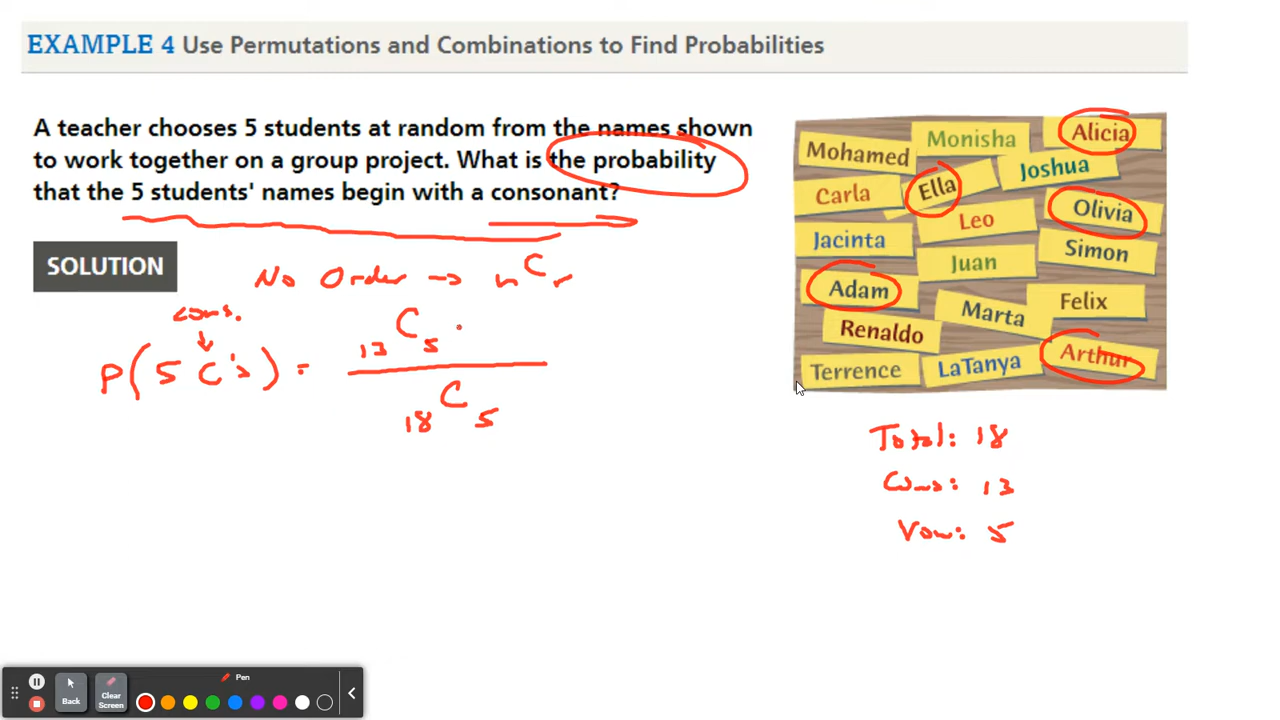 EXAMPLE 4 Use Permutations and Combinations to Find Probabilities
A teacher chooses 5 students at random from the names shown
to work together on a group project. What is the probability
that the 5 students' names begin with a consonant?
SOLUTION
No Order → nCr
cons.
↓
P(5 C's) = 13C5 ·
18C5
Mohamed Monisha Alicia
Carla Ella Joshua
Leo Olivia
Jacinta Juan Simon
Adam Marta Felix
Renaldo
Terrence LaTanya Arthur
Total: 18
Cons: 13
Vow: 5
Pen
Back
Clear
Screen